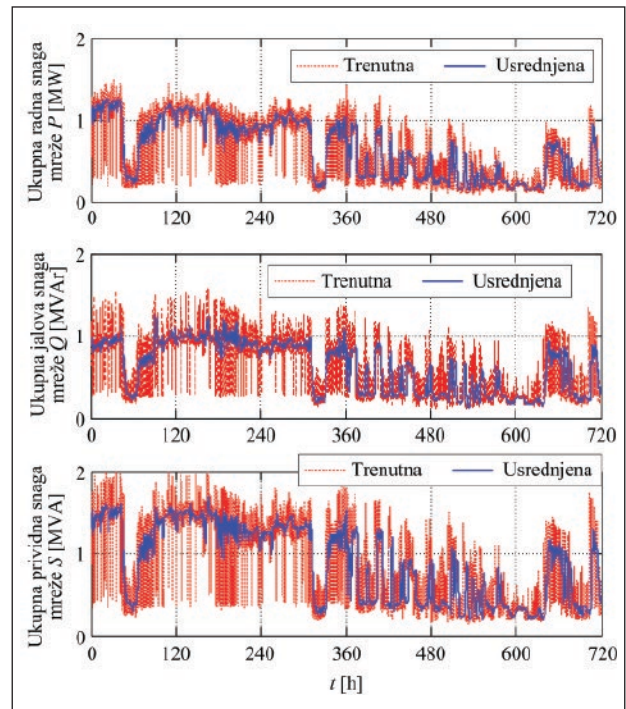 Ukupna radna snaga
mreže P [MW]
2
1
0
Trenutna
Usrednjena
0 120 240 360 480 600 720
Ukupna jalova snaga
mreže Q [MVAr]
2
1
0
Trenutna
Usrednjena
0 120 240 360 480 600 720
Ukupna prividna snaga
mreže S [MVA]
2
1
0
Trenutna
Usrednjena
0 120 240 360 480 600 720
t [h]